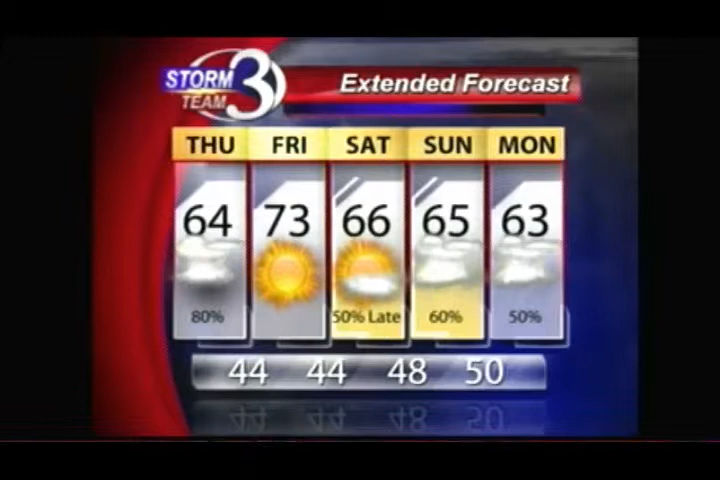 STORM 3
TEAM
Extended Forecast
THU FRI SAT SUN MON
64 73 66 65 63
80% 50% Late 60% 50%
44 44 48 50